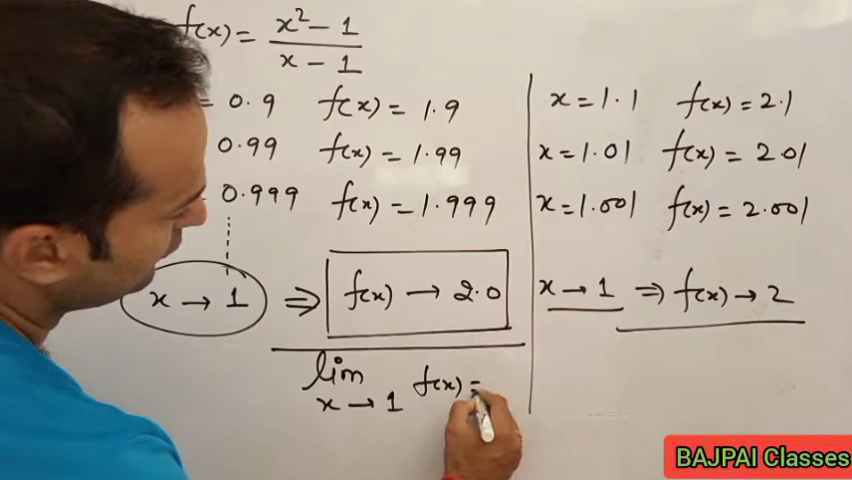 f(x) = x² - 1 / x - 1
= 0.9 f(x) = 1.9
0.99 f(x) = 1.99
0.999 f(x) = 1.999
x → 1 ⇒ f(x) → 2.0
lim x → 1 f(x) =
x = 1.1 f(x) = 2.1
x = 1.01 f(x) = 2.01
x = 1.001 f(x) = 2.001
x → 1 ⇒ f(x) → 2
BAJPAI Classes